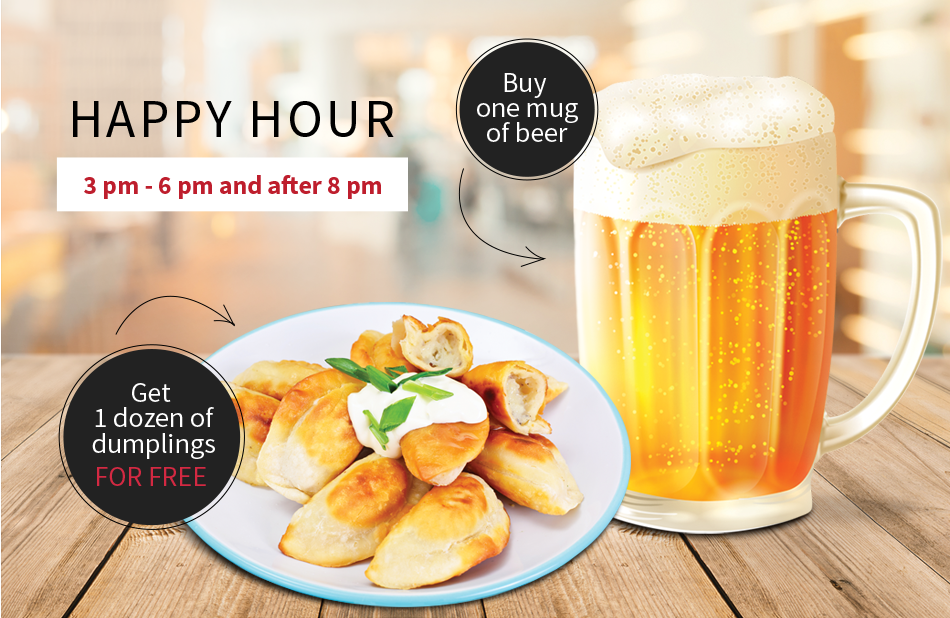 HAPPY HOUR
3 pm - 6 pm and after 8 pm
Buy
one mug
of beer
Get
1 dozen of
dumplings
FOR FREE